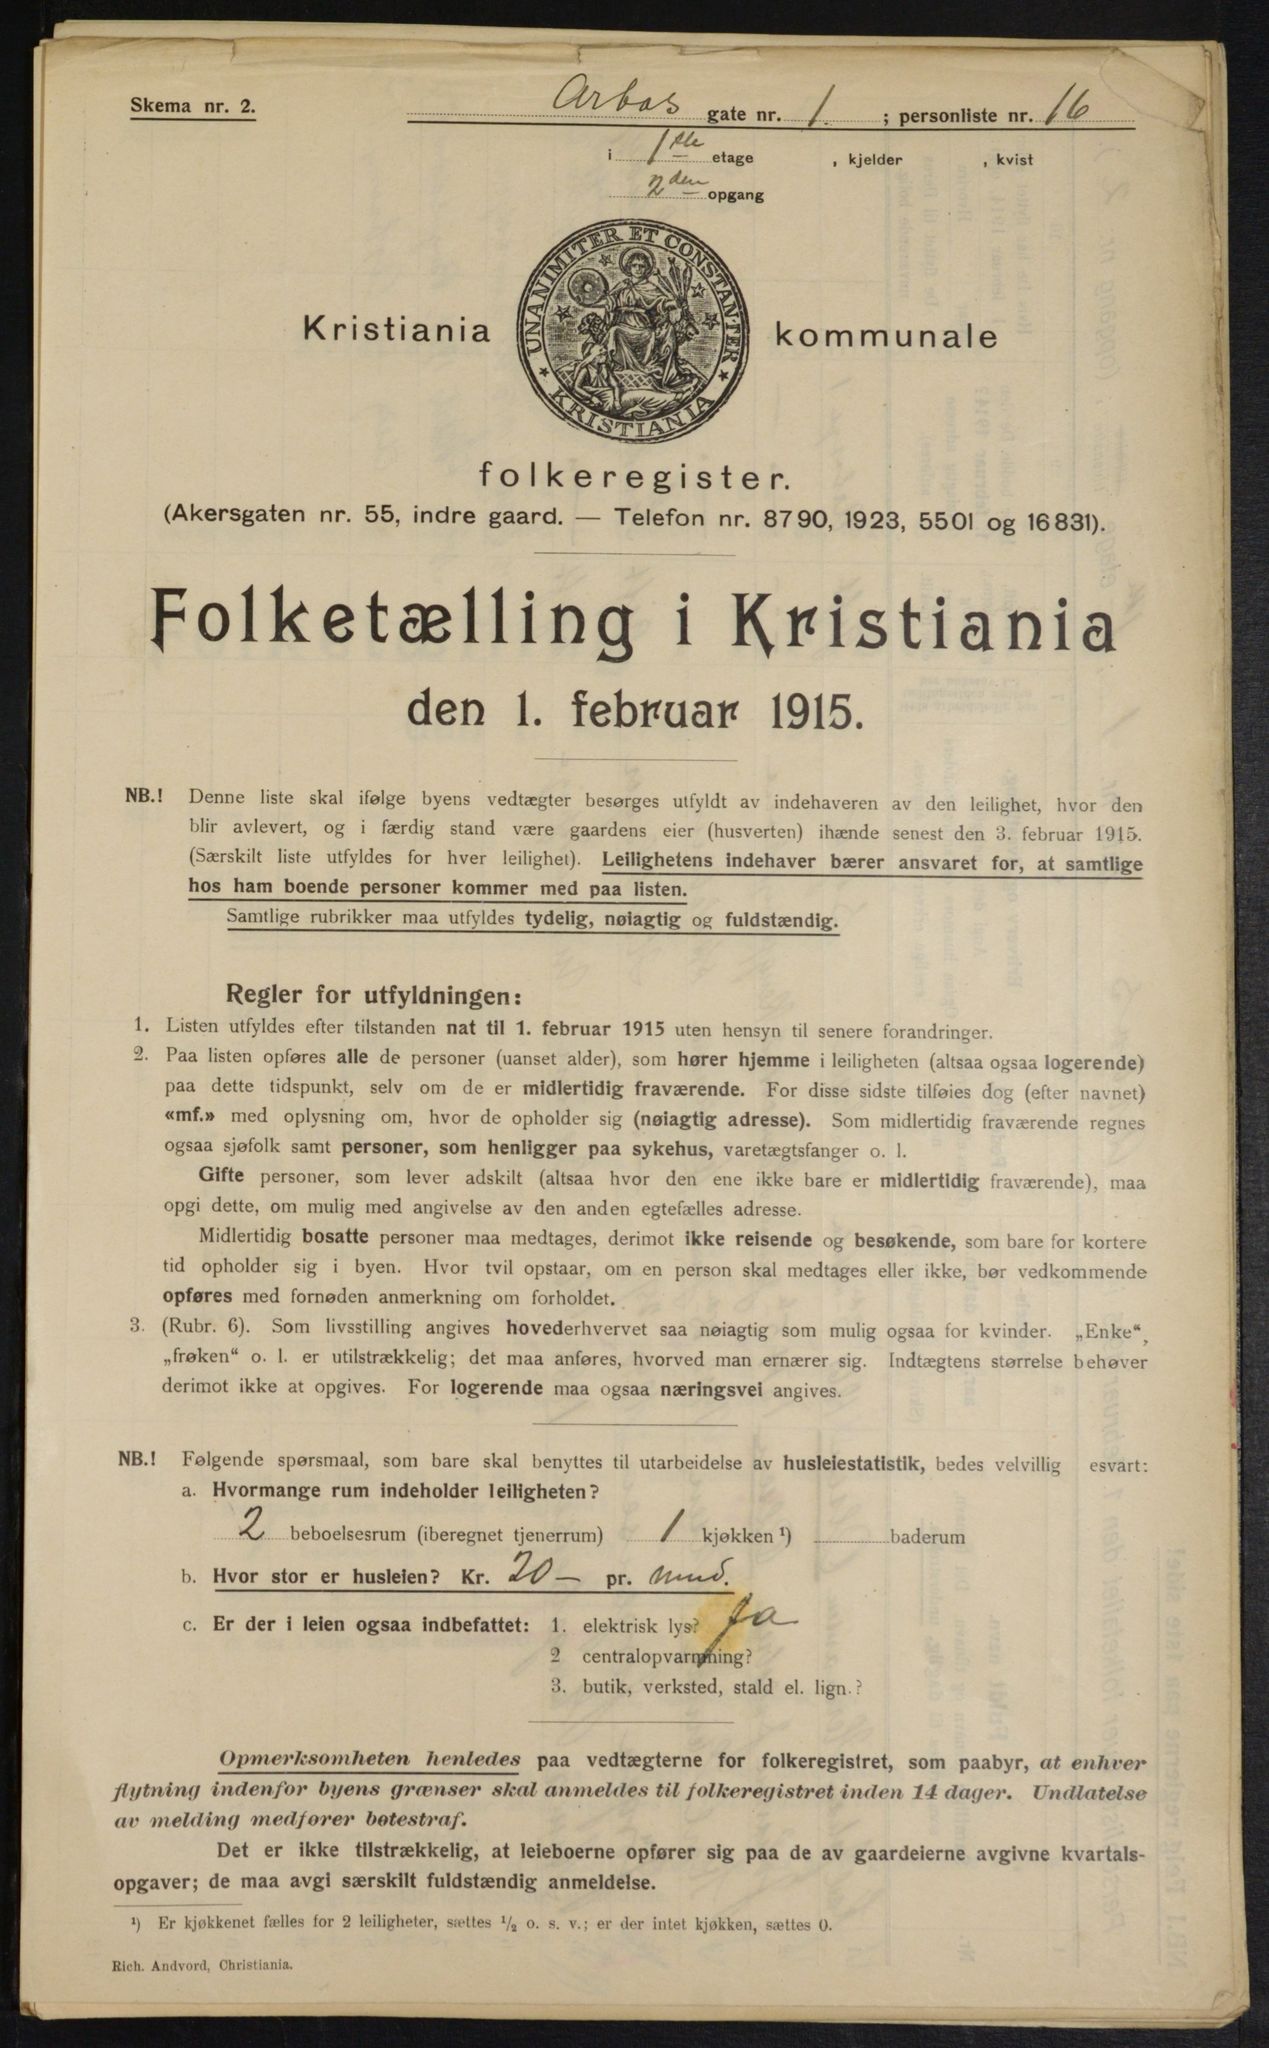 Skema nr. 2.
Arbos gate nr. 1. ; personliste nr. 16
i 1ste etage , kjelder , kvist
2den opgang
UNANIMITER ET CONSTANTER
KRISTIANIA
Kristiania kommunale
folkeregister.
(Akersgaten nr. 55, indre gaard. — Telefon nr. 8790, 1923, 5501 og 16831).
Folketælling i Kristiania
den 1. februar 1915.
NB.! Denne liste skal ifølge byens vedtægter besørges utfyldt av indehaveren av den leilighet, hvor den
blir avlevert, og i færdig stand være gaardens eier (husverten) ihænde senest den 3. februar 1915.
(Særskilt liste utfyldes for hver leilighet). Leilighetens indehaver bærer ansvaret for, at samtlige
hos ham boende personer kommer med paa listen.
Samtlige rubrikker maa utfyldes tydelig, nøiagtig og fuldstændig.
Regler for utfyldningen:
1. Listen utfyldes efter tilstanden nat til 1. februar 1915 uten hensyn til senere forandringer.
2. Paa listen opføres alle de personer (uanset alder), som hører hjemme i leiligheten (altsaa ogsaa logerende)
paa dette tidspunkt, selv om de er midlertidig fraværende. For disse sidste tilføies dog (efter navnet)
«mf.» med oplysning om, hvor de opholder sig (nøiagtig adresse). Som midlertidig fraværende regnes
ogsaa sjøfolk samt personer, som henligger paa sykehus, varetægtsfanger o. l.
Gifte personer, som lever adskilt (altsaa hvor den ene ikke bare er midlertidig fraværende), maa
opgi dette, om mulig med angivelse av den anden egtefælles adresse.
Midlertidig bosatte personer maa medtages, derimot ikke reisende og besøkende, som bare for kortere
tid opholder sig i byen. Hvor tvil opstaar, om en person skal medtages eller ikke, bør vedkommende
opføres med fornøden anmerkning om forholdet.
3. (Rubr. 6). Som livsstilling angives hovederhvervet saa nøiagtig som mulig ogsaa for kvinder. „Enke“,
„frøken“ o. l. er utilstrækkelig; det maa anføres, hvorved man ernærer sig. Indtægtens størrelse behøver
derimot ikke at opgives. For logerende maa ogsaa næringsvei angives.
NB.! Følgende spørsmaal, som bare skal benyttes til utarbeidelse av husleiestatistik, bedes velvillig esvart:
a. Hvormange rum indeholder leiligheten?
2 beboelsesrum (iberegnet tjenerrum) 1 kjøkken ¹) baderum
b. Hvor stor er husleien? Kr. 20 — pr. mnd.
c. Er der i leien ogsaa indbefattet: 1. elektrisk lys? Ja
2 centralopvarmning?
3. butik, verksted, stald el. lign.?
Opmerksomheten henledes paa vedtægterne for folkeregistret, som paabyr, at enhver
flytning indenfor byens grænser skal anmeldes til folkeregistret inden 14 dager. Undlatelse
av melding medfører bøtestraf.
Det er ikke tilstrækkelig, at leieboerne opfører sig paa de av gaardeierne avgivne kvartals-
opgaver; de maa avgi særskilt fuldstændig anmeldelse.
¹) Er kjøkkenet fælles for 2 leiligheter, sættes ½ o. s. v.; er der intet kjøkken, sættes 0.
Rich. Andvord, Christiania.